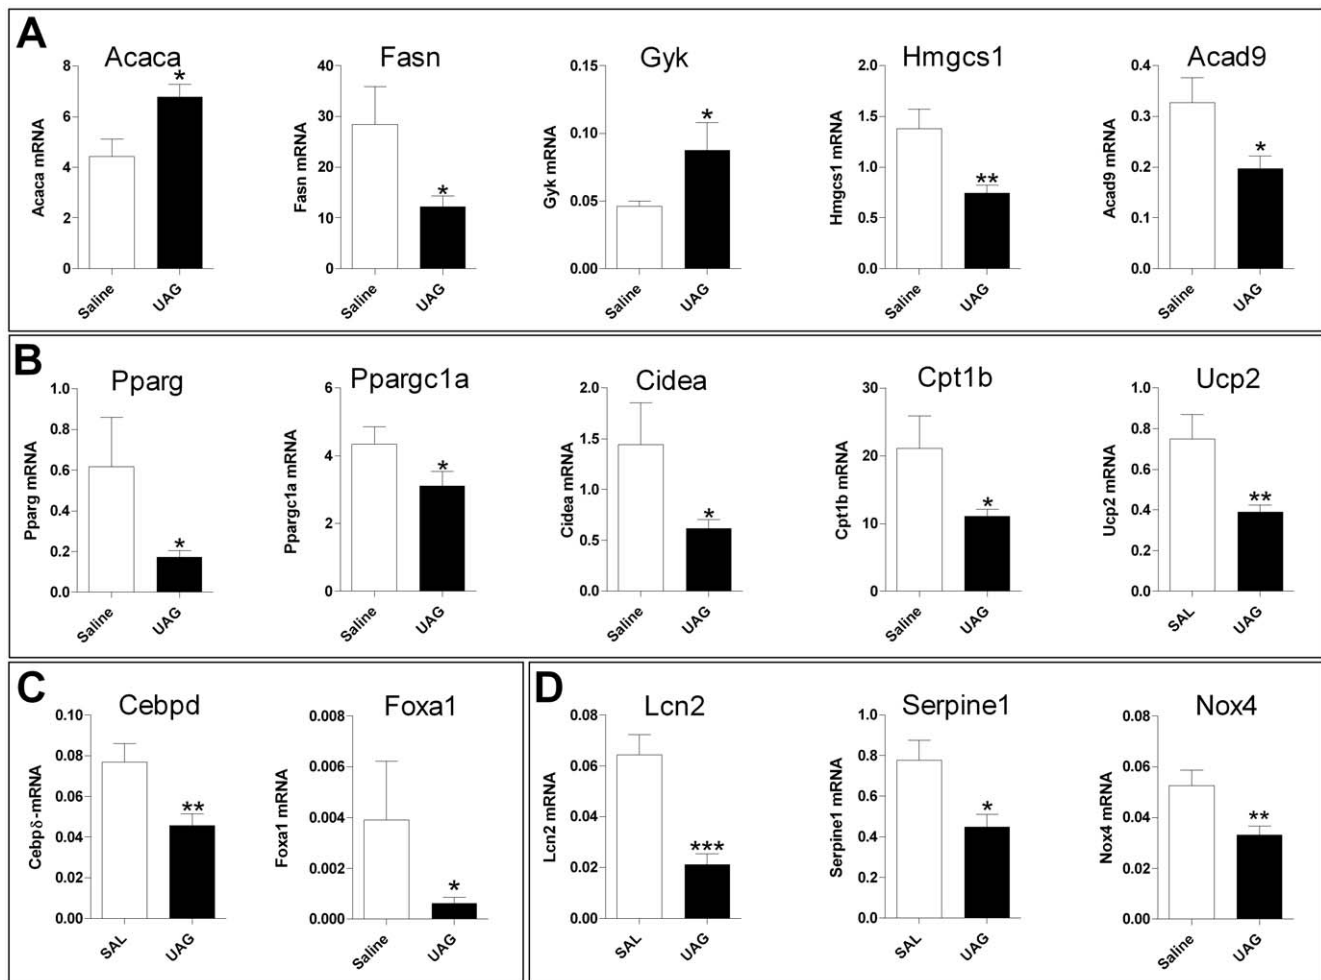 A
Acaca
Acaca mRNA
8
6
4
2
0
*
Saline
UAG
Fasn
Fasn mRNA
40
30
20
10
0
*
Saline
UAG
Gyk
Gyk mRNA
0.15
0.10
0.05
0.00
*
Saline
UAG
Hmgcs1
Hmgcs1 mRNA
2.0
1.5
1.0
0.5
0.0
**
Saline
UAG
Acad9
Acad9 mRNA
0.4
0.3
0.2
0.1
0.0
*
Saline
UAG
B
Pparg
Pparg mRNA
1.0
0.8
0.6
0.4
0.2
0.0
*
Saline
UAG
Ppargc1a
Ppargc1a mRNA
6
4
2
0
*
Saline
UAG
Cidea
Cidea mRNA
2.0
1.5
1.0
0.5
0.0
*
Saline
UAG
Cpt1b
Cpt1b mRNA
30
20
10
0
*
Saline
UAG
Ucp2
Ucp2 mRNA
1.0
0.8
0.6
0.4
0.2
0.0
**
SAL
UAG
C
Cebpd
Cebpδ-mRNA
0.10
0.08
0.06
0.04
0.02
0.00
**
SAL
UAG
Foxa1
Foxa1 mRNA
0.008
0.006
0.004
0.002
0.000
*
Saline
UAG
D
Lcn2
Lcn2 mRNA
0.08
0.06
0.04
0.02
0.00
***
SAL
UAG
Serpine1
Serpine1 mRNA
1.0
0.8
0.6
0.4
0.2
0.0
*
SAL
UAG
Nox4
Nox4 mRNA
0.08
0.06
0.04
0.02
0.00
**
Saline
UAG